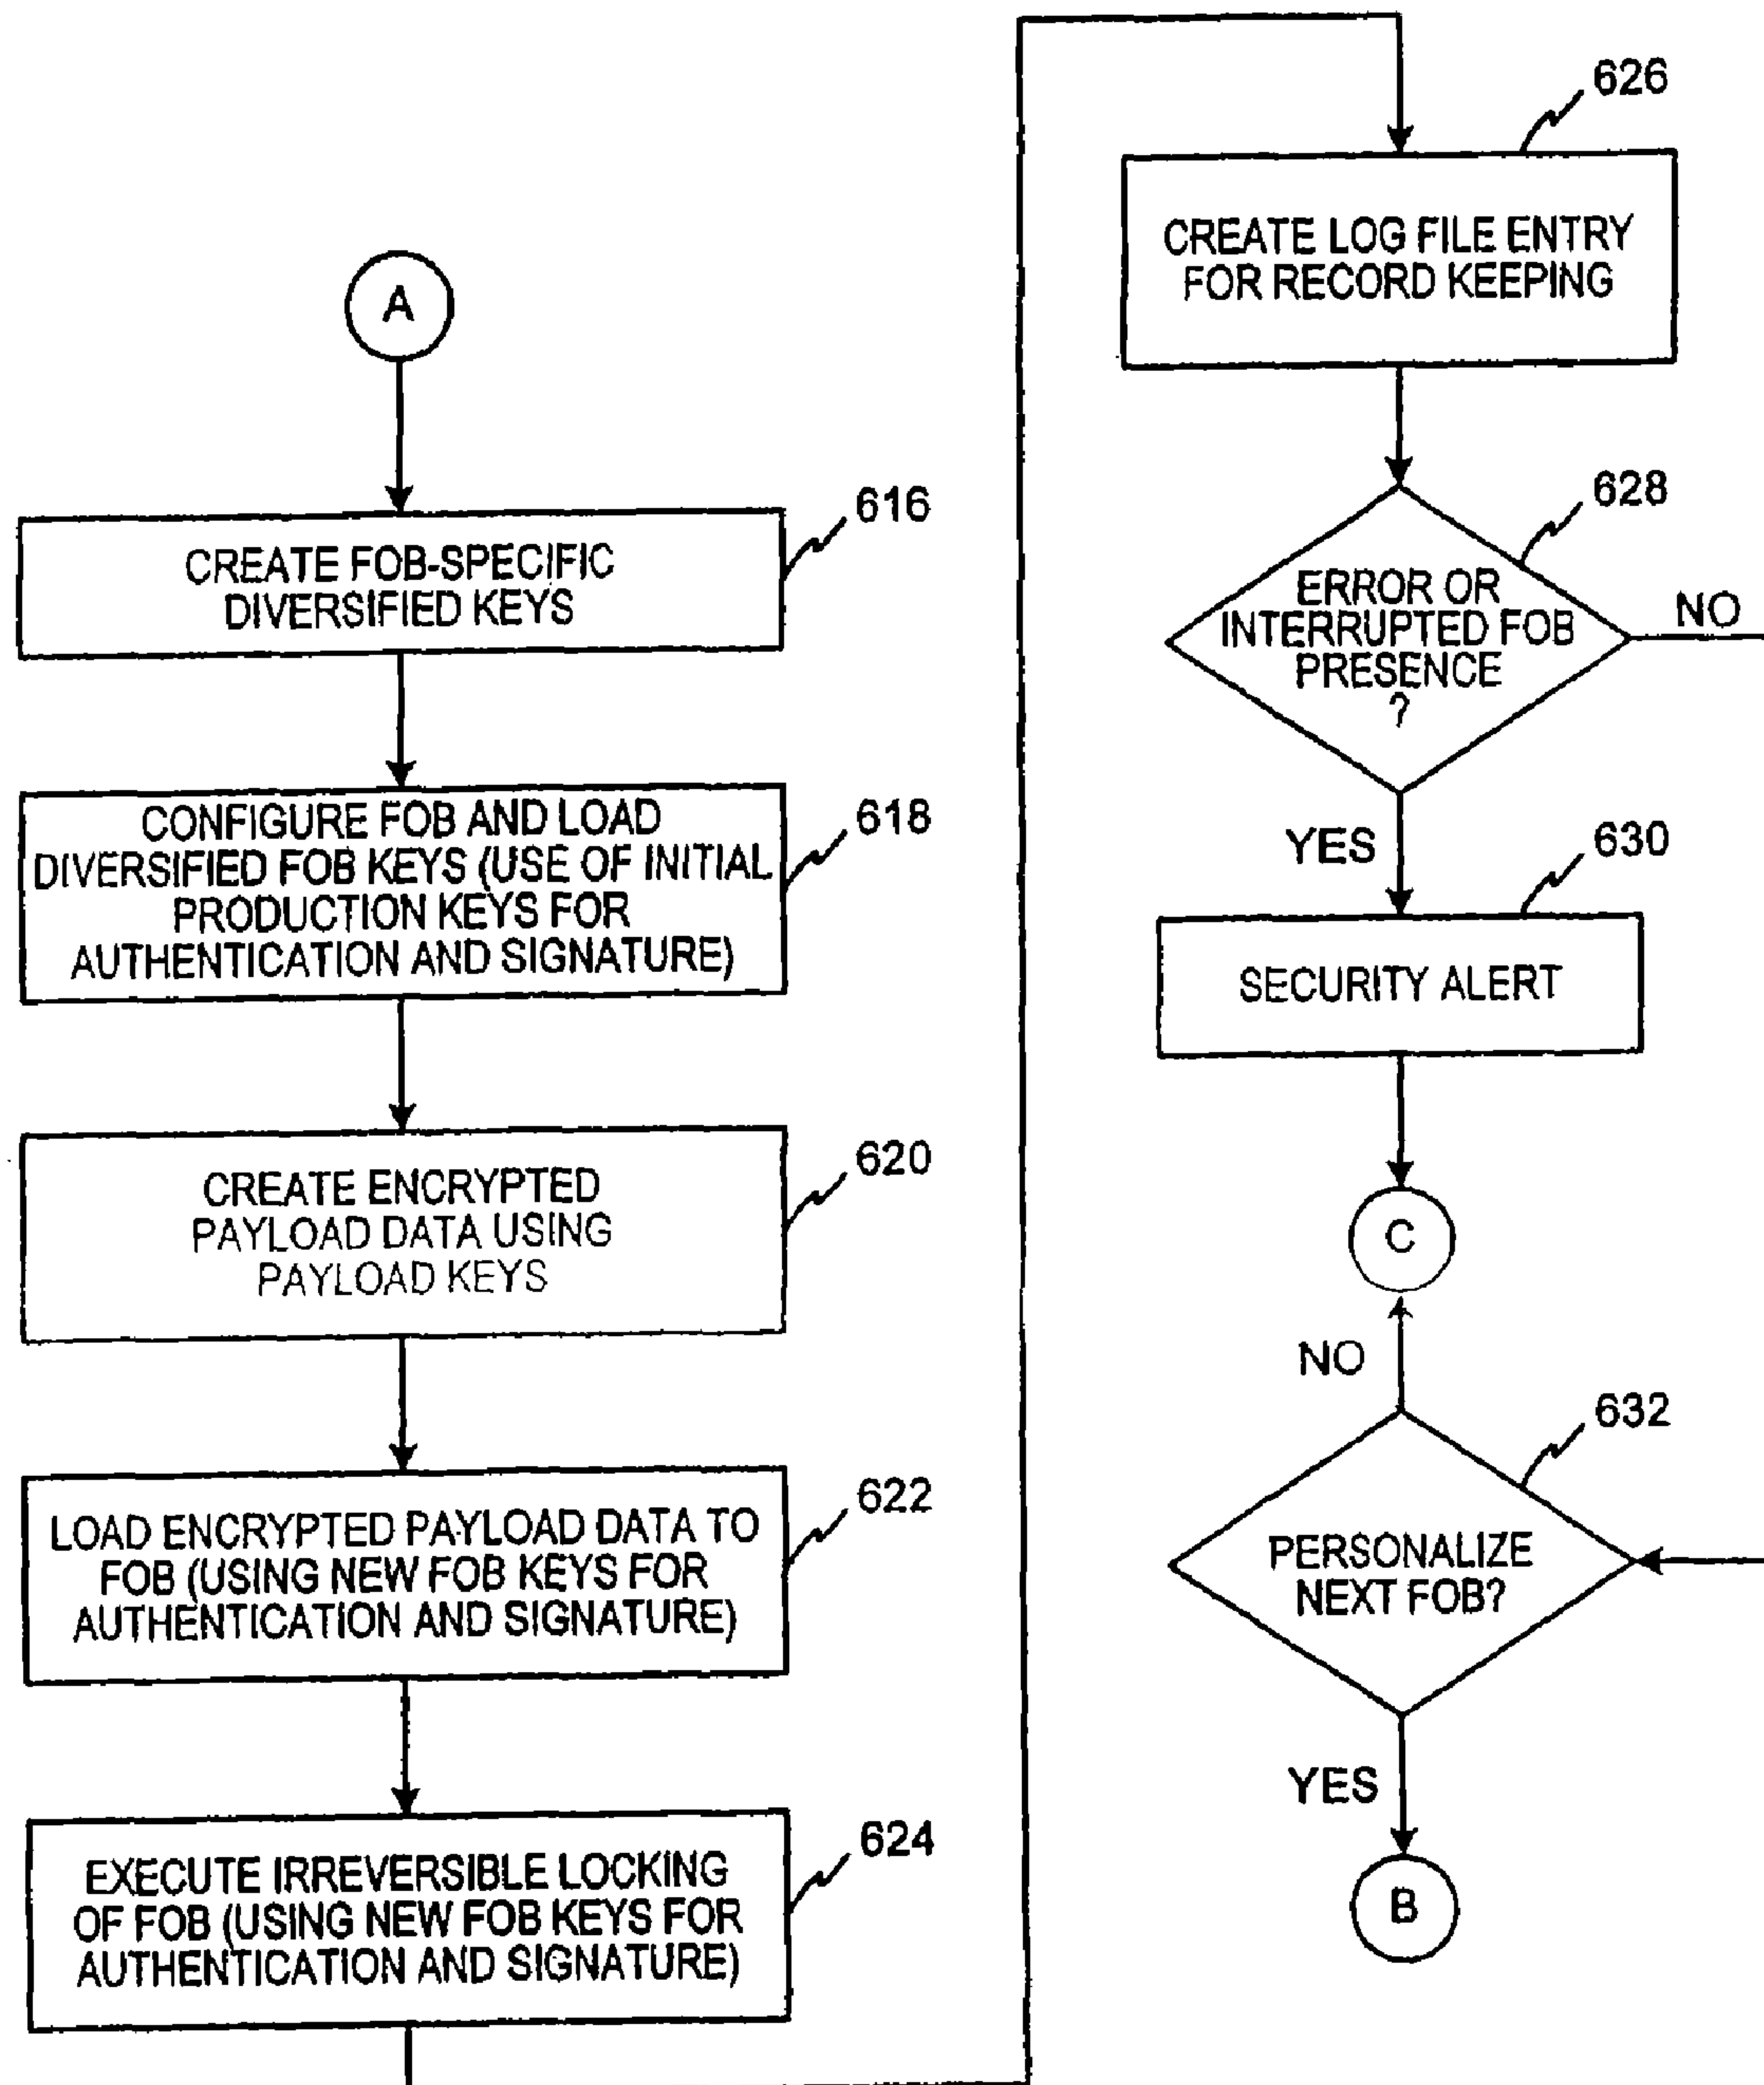 A
616
CREATE FOB-SPECIFIC
DIVERSIFIED KEYS
618
CONFIGURE FOB AND LOAD
DIVERSIFIED FOB KEYS (USE OF INITIAL
PRODUCTION KEYS FOR
AUTHENTICATION AND SIGNATURE)
620
CREATE ENCRYPTED
PAYLOAD DATA USING
PAYLOAD KEYS
622
LOAD ENCRYPTED PAYLOAD DATA TO
FOB (USING NEW FOB KEYS FOR
AUTHENTICATION AND SIGNATURE)
624
EXECUTE IRREVERSIBLE LOCKING
OF FOB (USING NEW FOB KEYS FOR
AUTHENTICATION AND SIGNATURE)
626
CREATE LOG FILE ENTRY
FOR RECORD KEEPING
628
ERROR OR
INTERRUPTED FOB
PRESENCE
?
NO
YES
630
SECURITY ALERT
C
NO
632
PERSONALIZE
NEXT FOB?
YES
B